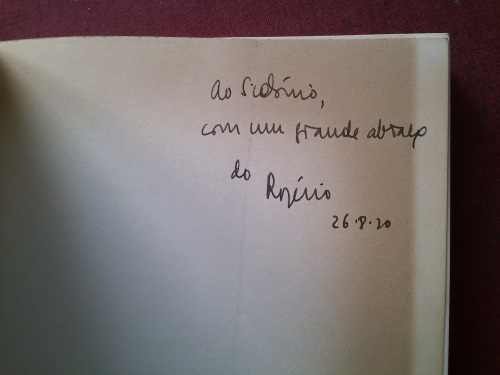 Ao Sidónio,
com um grande abraço
do
Rogério
26.8.20